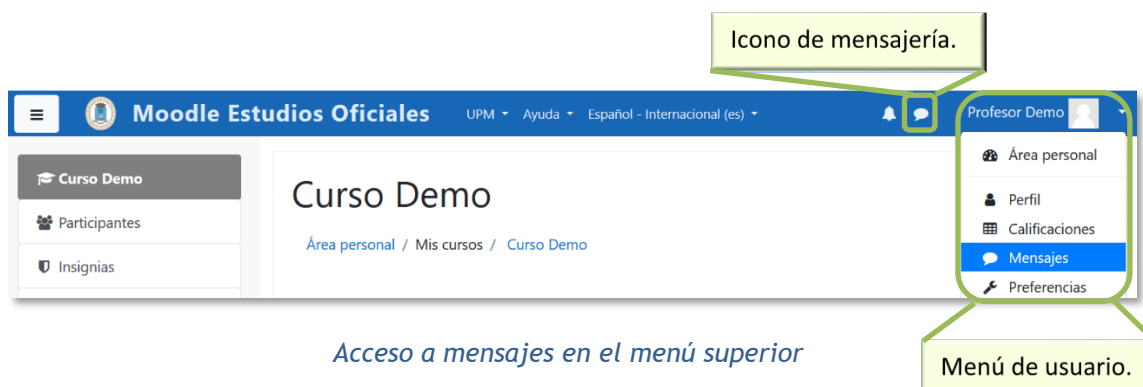 Icono de mensajería.
Moodle Estudios Oficiales UPM Ayuda Español - Internacional (es) Profesor Demo
Área personal
Curso Demo
Curso Demo
Perfil
Participantes
Calificaciones
Área personal / Mis cursos / Curso Demo
Mensajes
Insignias
Preferencias
Acceso a mensajes en el menú superior
Menú de usuario.